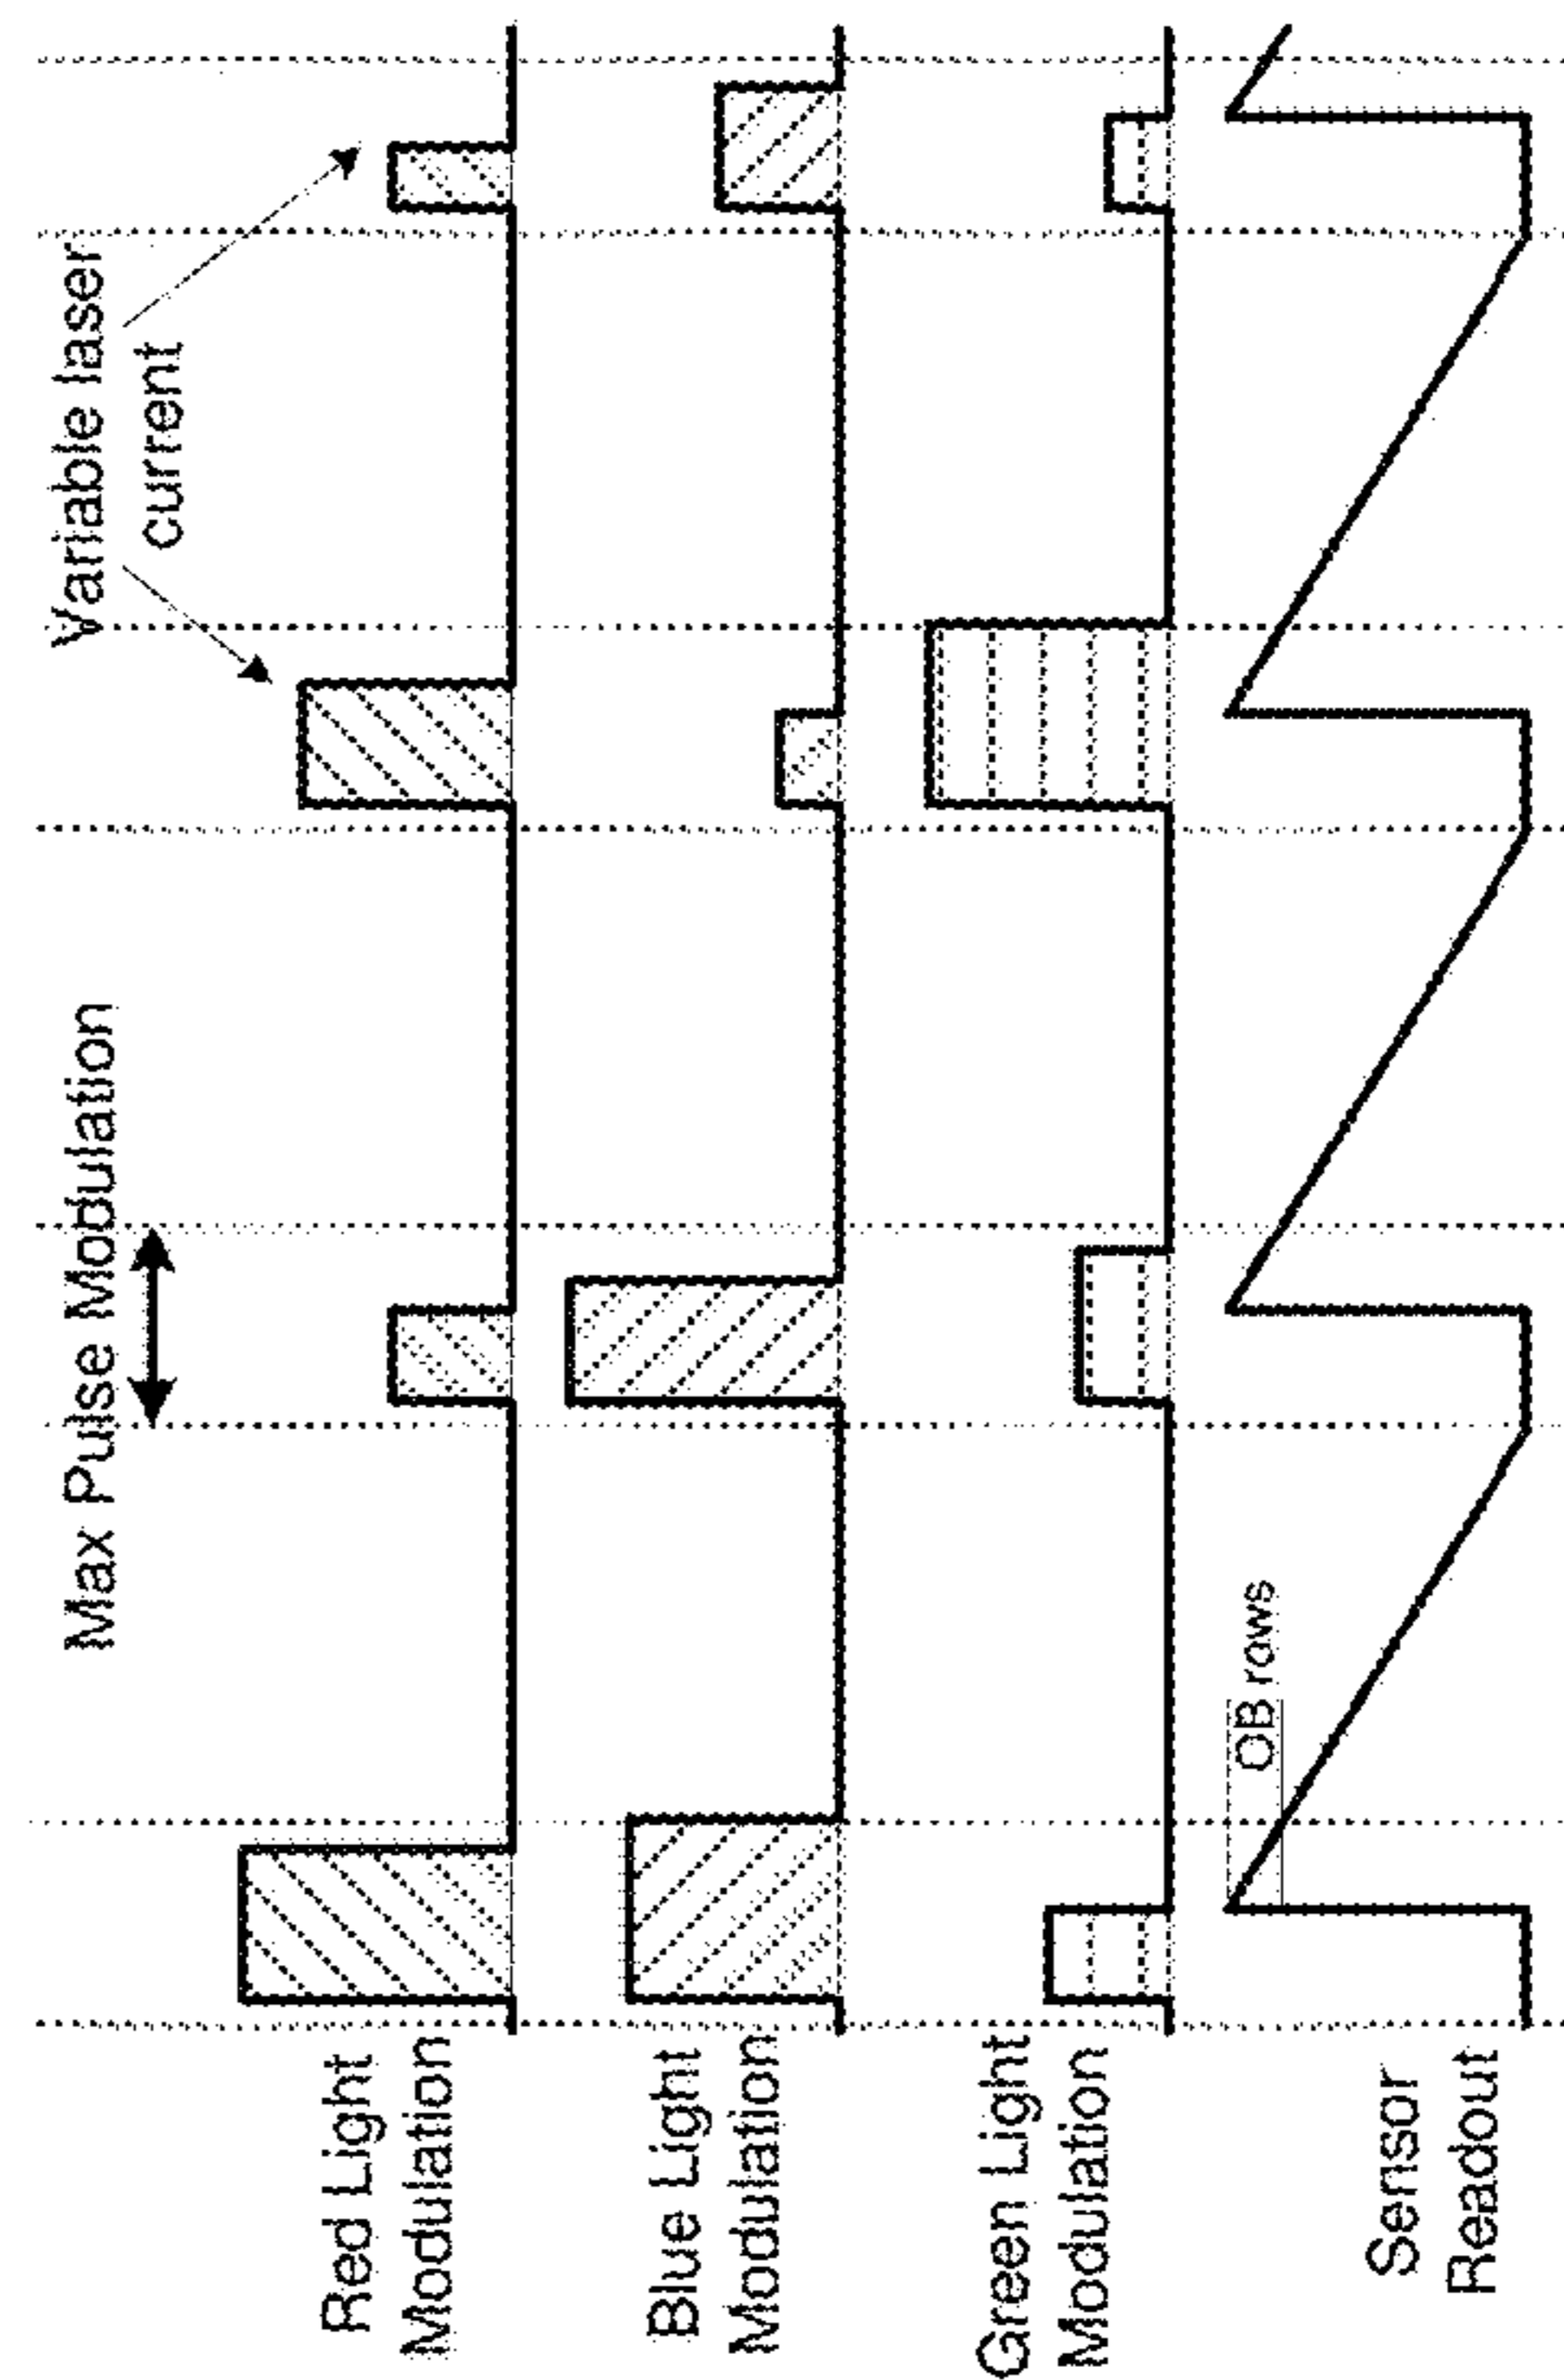 Max Pulse Modulation
Variable laser
current
Red Light
Modulation
Blue Light
Modulation
Green Light
Modulation
OB rows
Sensor
Readout